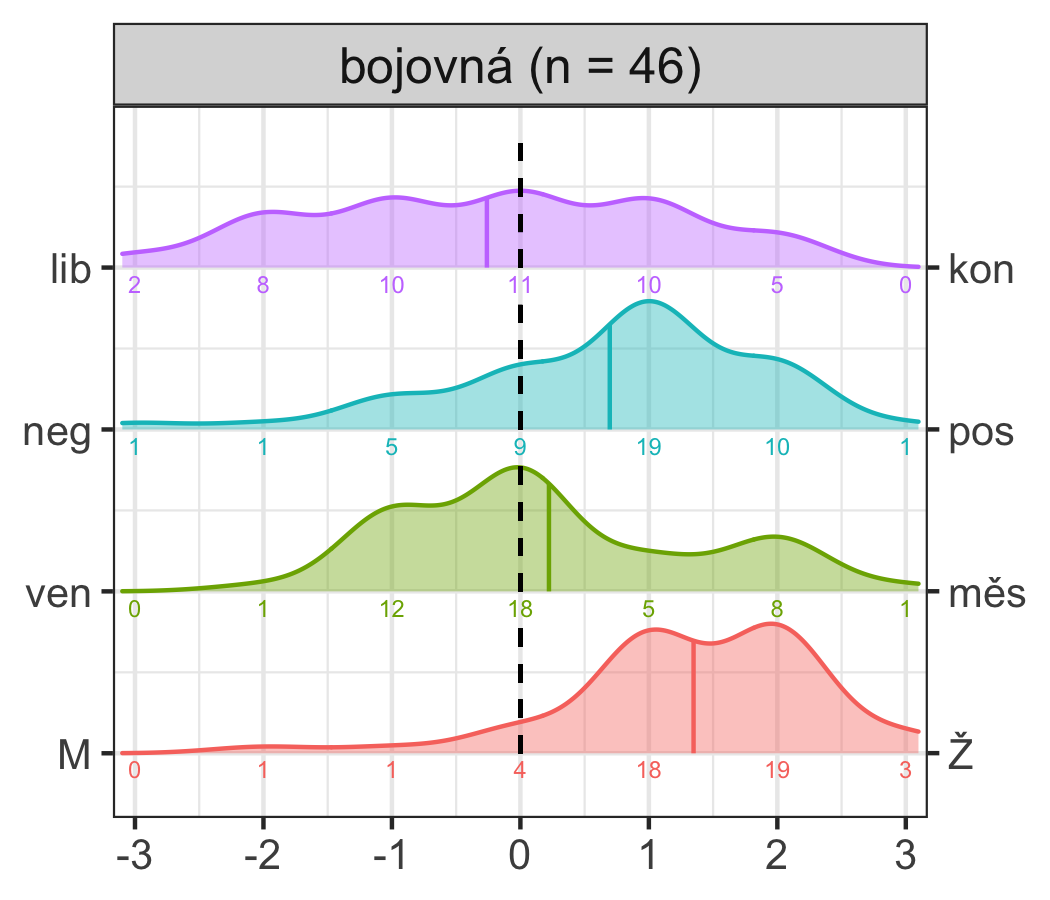 bojovná (n = 46)
lib kon
2 8 10 11 10 5 0
neg pos
1 1 5 9 19 10 1
ven měs
0 1 12 18 5 8 1
M Ž
0 1 1 4 18 19 3
-3 -2 -1 0 1 2 3